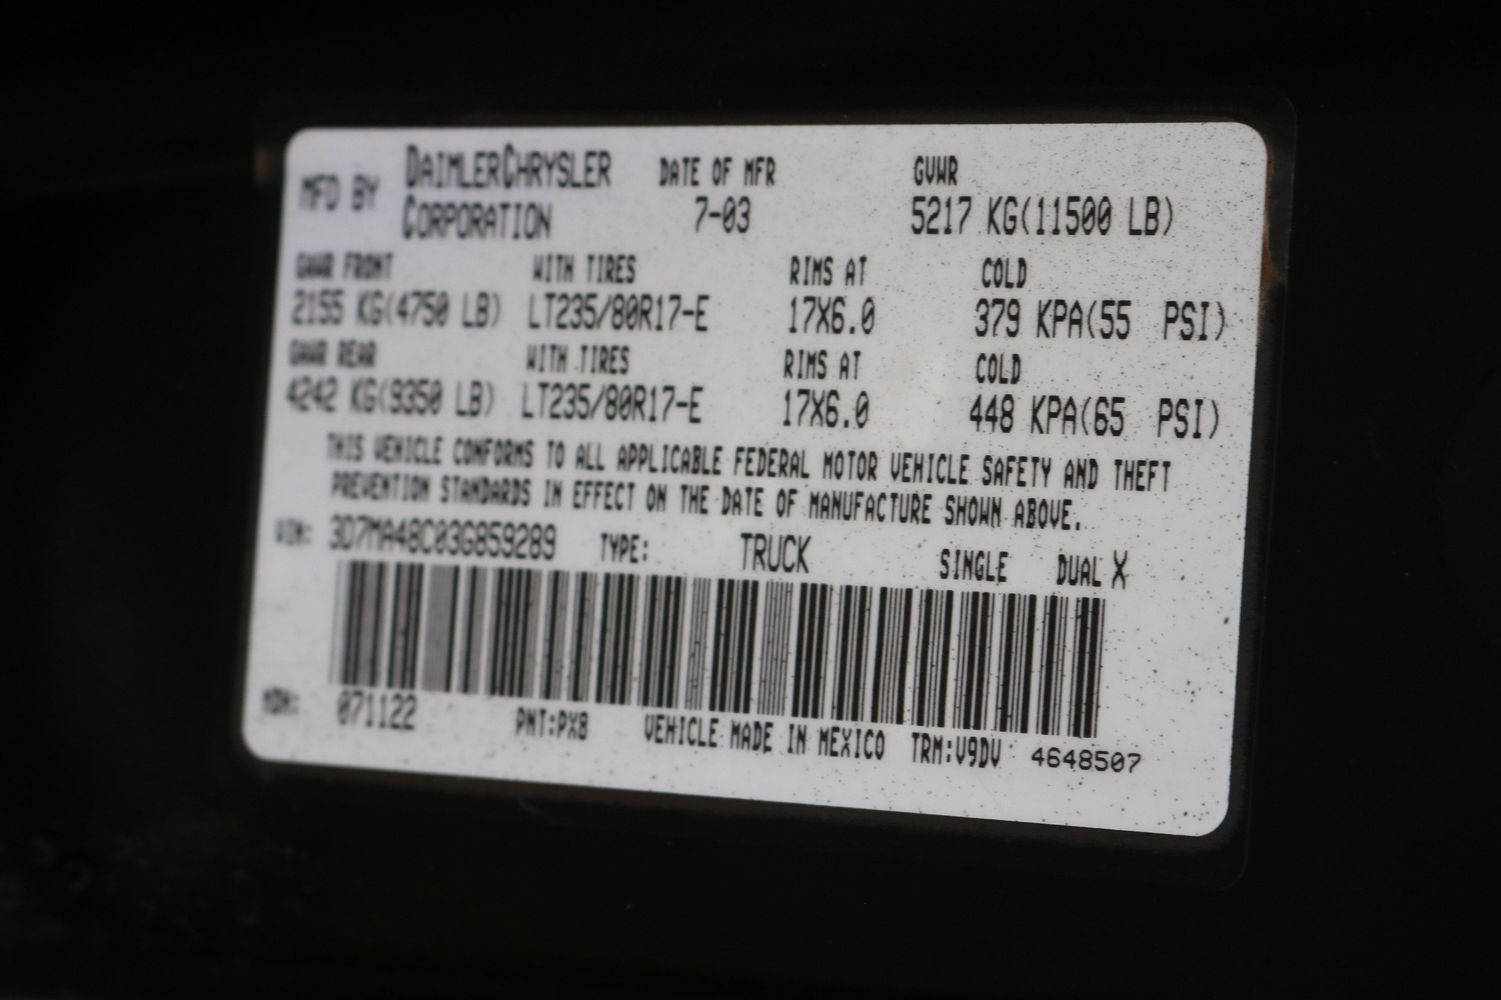 MFD BY DAIMLERCHRYSLER CORPORATION DATE OF MFR 7-03 GVWR 5217 KG(11500 LB)
GAWR FRONT WITH TIRES RIMS AT COLD
2155 KG(4750 LB) LT235/80R17-E 17X6.0 379 KPA(55 PSI)
GAWR REAR WITH TIRES RIMS AT COLD
4242 KG(9350 LB) LT235/80R17-E 17X6.0 448 KPA(65 PSI)
THIS VEHICLE CONFORMS TO ALL APPLICABLE FEDERAL MOTOR VEHICLE SAFETY AND THEFT
PREVENTION STANDARDS IN EFFECT ON THE DATE OF MANUFACTURE SHOWN ABOVE.
VIN: 3D7MA48C03G859289 TYPE: TRUCK SINGLE DUAL X
MDH: 071122 PNT:PX8 VEHICLE MADE IN MEXICO TRM:V9DV 4648507